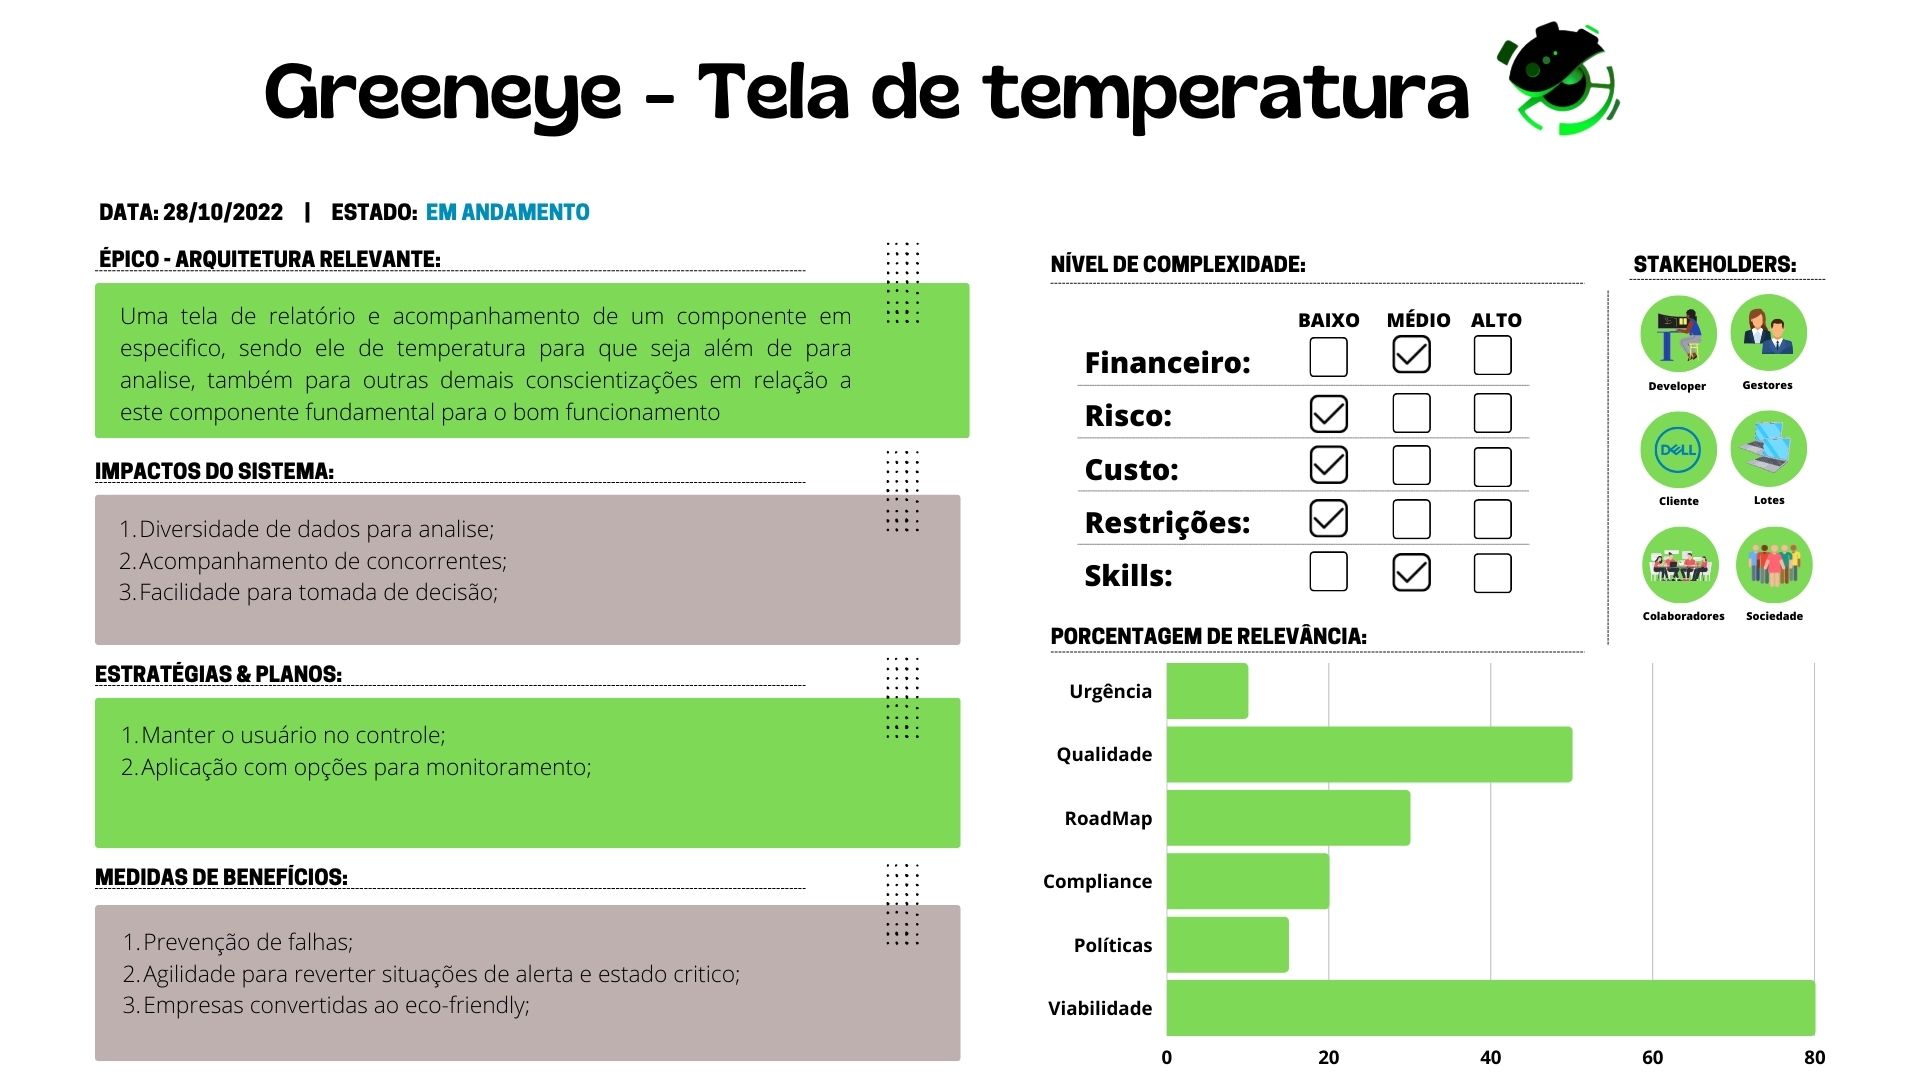 Greeneye - Tela de temperatura
DATA: 28/10/2022 | ESTADO: EM ANDAMENTO
ÉPICO - ARQUITETURA RELEVANTE:
Uma tela de relatório e acompanhamento de um componente em
especifico, sendo ele de temperatura para que seja além de para
analise, também para outras demais conscientizações em relação a
este componente fundamental para o bom funcionamento
IMPACTOS DO SISTEMA:
1. Diversidade de dados para analise;
2. Acompanhamento de concorrentes;
3. Facilidade para tomada de decisão;
ESTRATÉGIAS & PLANOS:
1. Manter o usuário no controle;
2. Aplicação com opções para monitoramento;
MEDIDAS DE BENEFÍCIOS:
1. Prevenção de falhas;
2. Agilidade para reverter situações de alerta e estado critico;
3. Empresas convertidas ao eco-friendly;
NÍVEL DE COMPLEXIDADE:
BAIXO MÉDIO ALTO
Financeiro:
Risco:
Custo:
Restrições:
Skills:
PORCENTAGEM DE RELEVÂNCIA:
Urgência
Qualidade
RoadMap
Compliance
Políticas
Viabilidade
0 20 40 60 80
STAKEHOLDERS:
Developer Gestores
DELL
Cliente Lotes
Colaboradores Sociedade